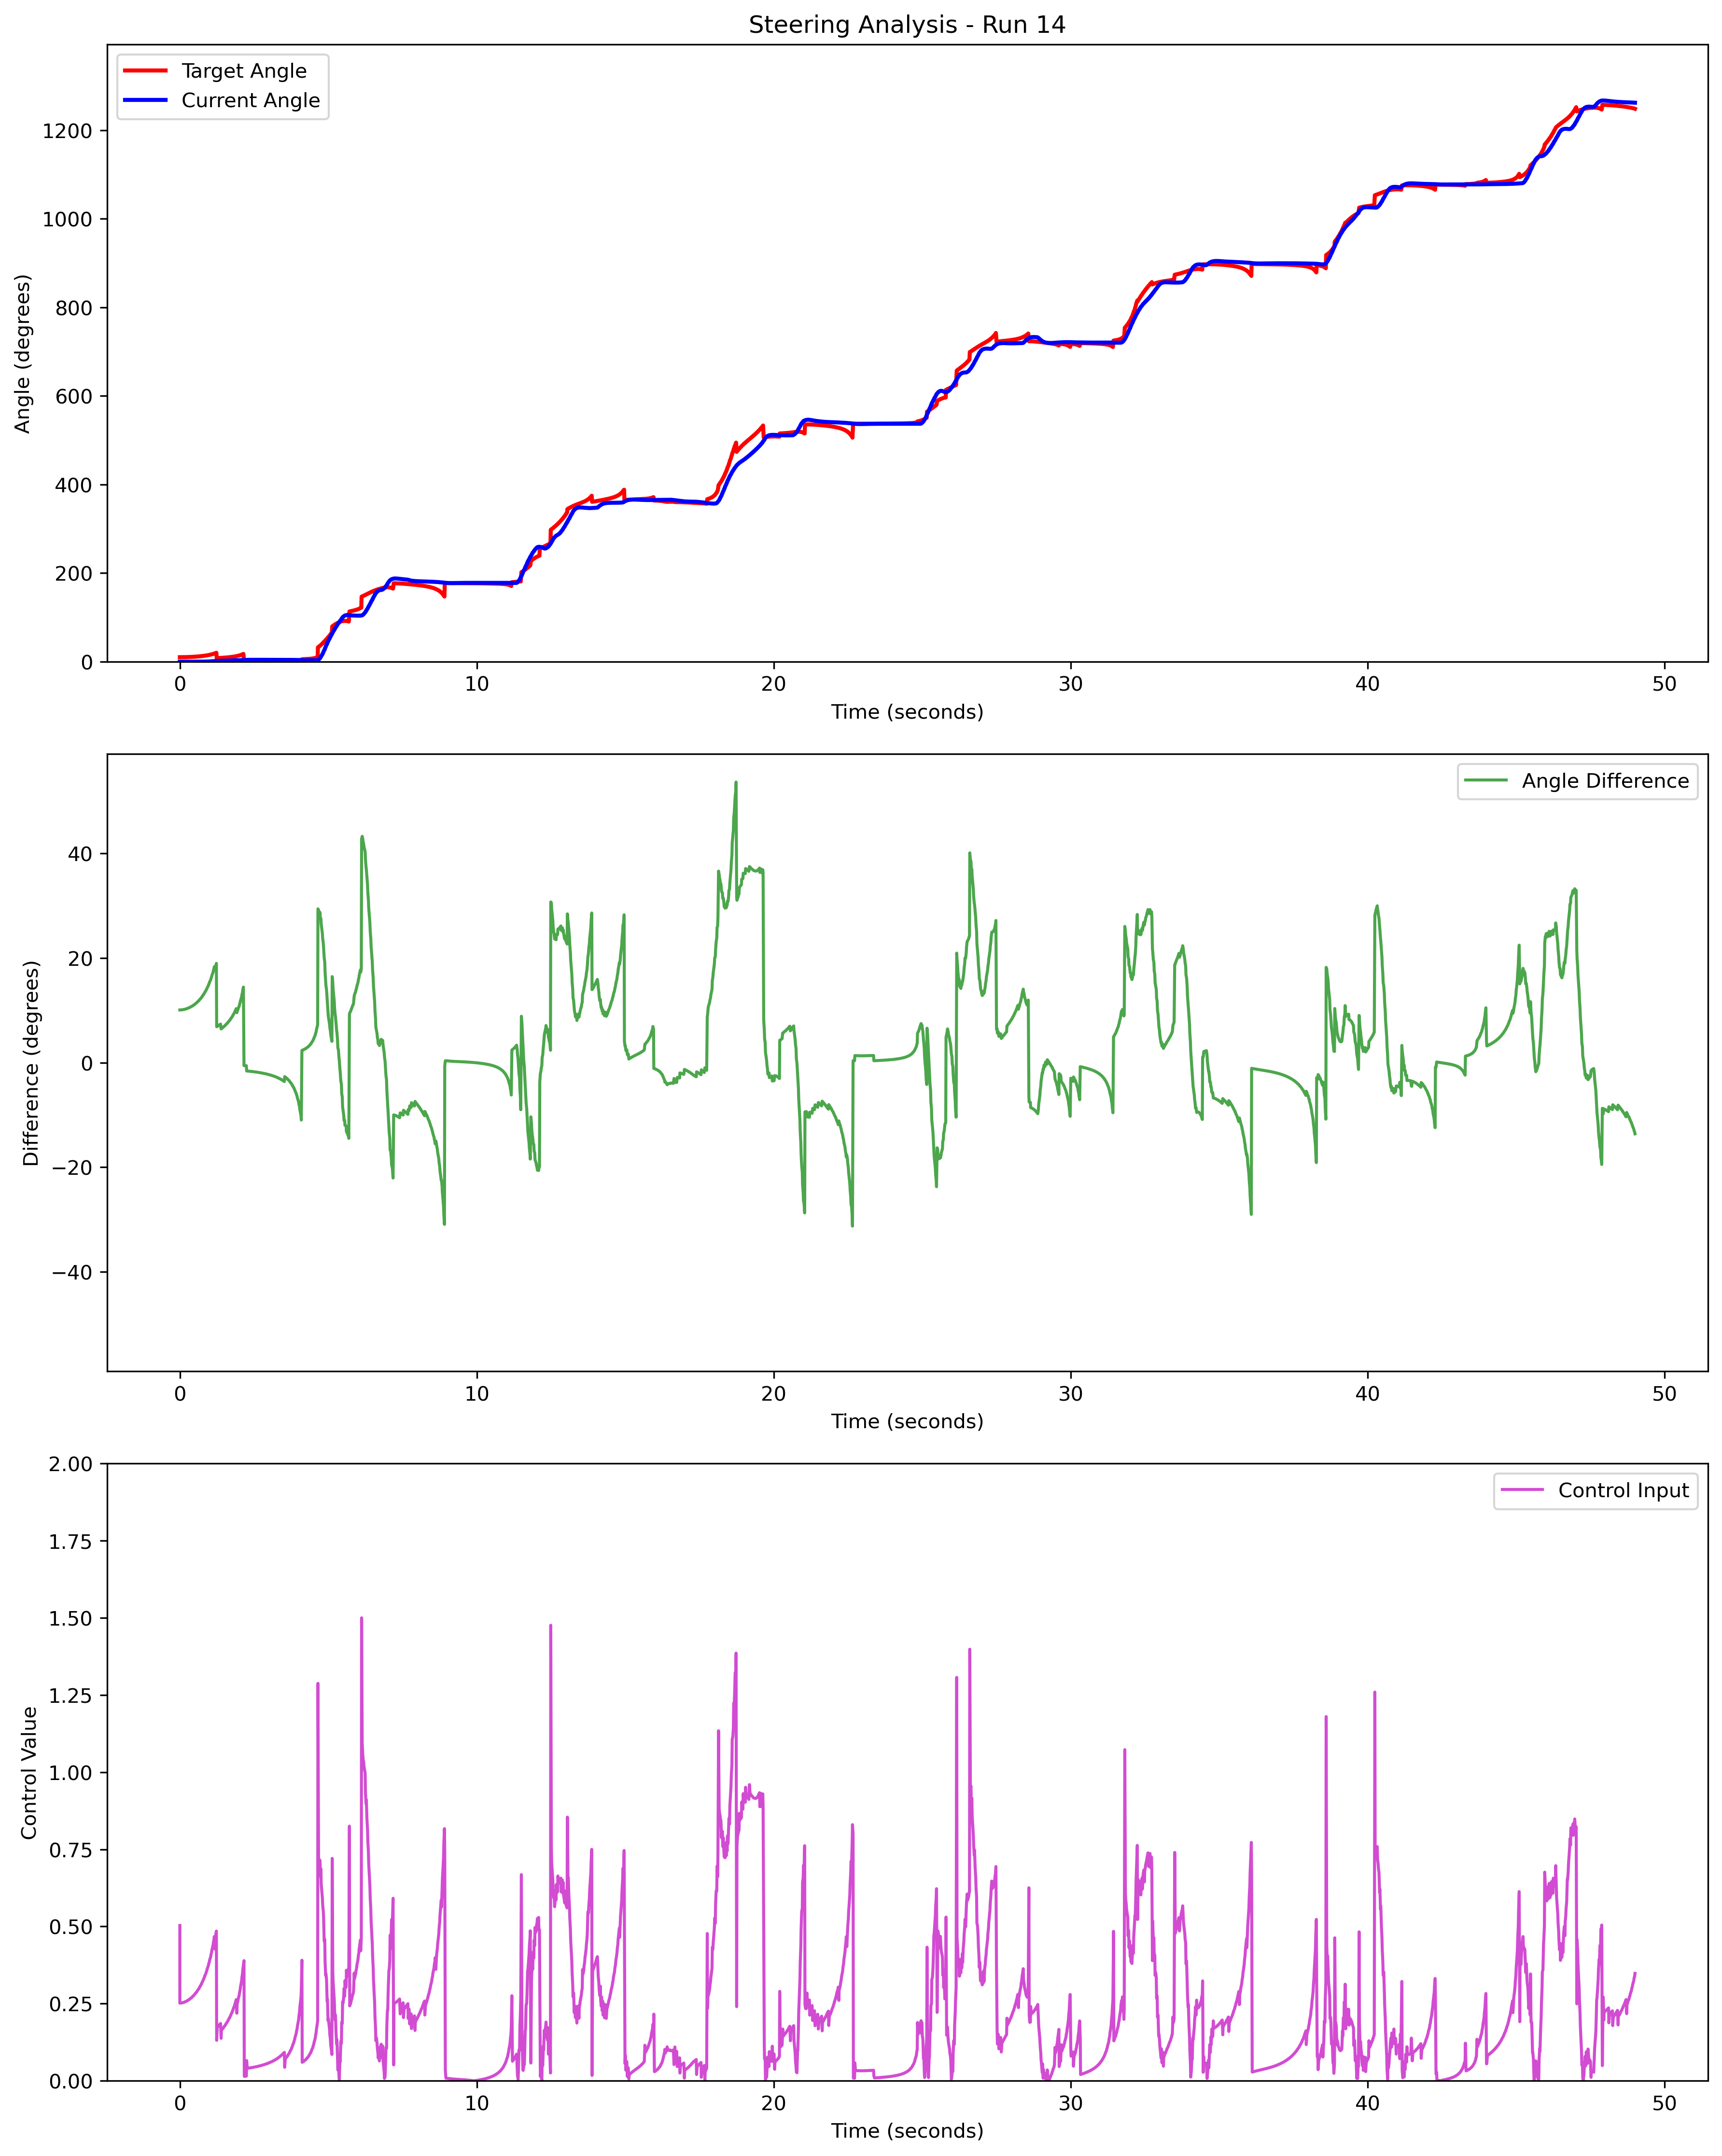 Steering Analysis - Run 14
Target Angle
Current Angle
Angle (degrees)
1200
1000
800
600
400
200
0
0 10 20 30 40 50
Time (seconds)
Angle Difference
Difference (degrees)
40
20
0
−20
−40
0 10 20 30 40 50
Time (seconds)
Control Input
Control Value
2.00
1.75
1.50
1.25
1.00
0.75
0.50
0.25
0.00
0 10 20 30 40 50
Time (seconds)